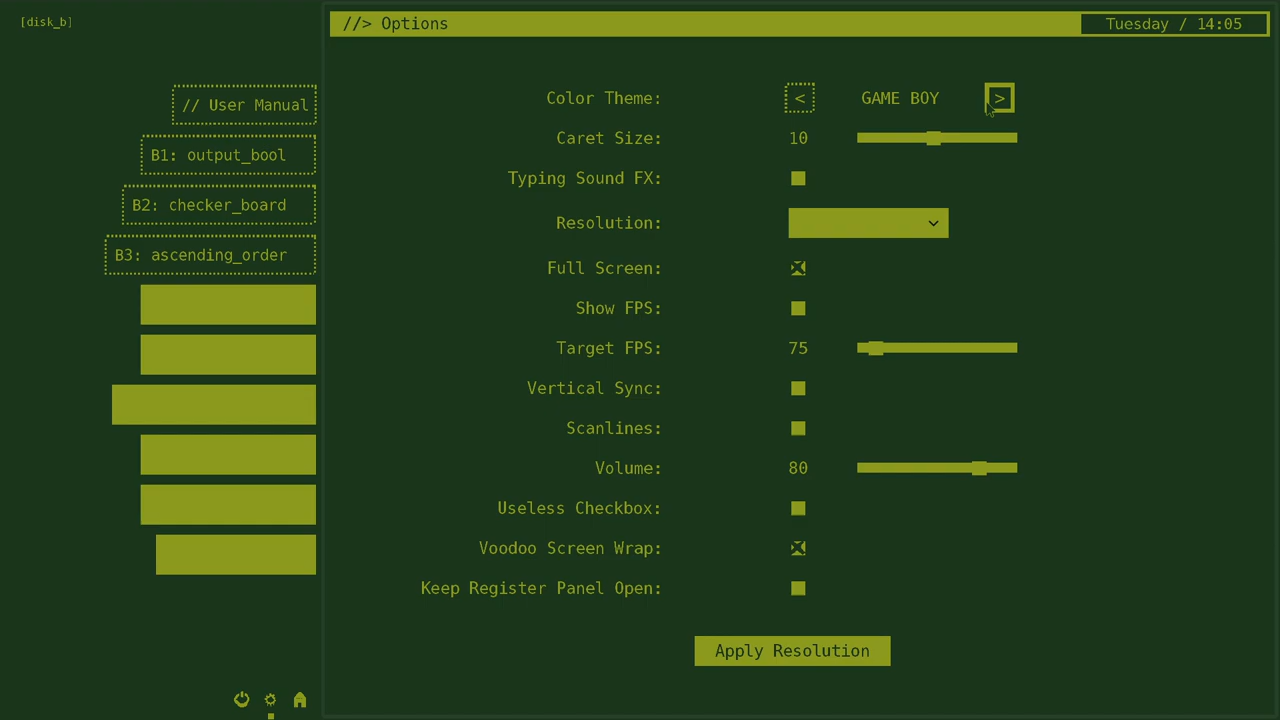 [disk_b]
//> Options
Tuesday / 14:05
// User Manual
B1: output_bool
B2: checker_board
B3: ascending_order
Color Theme: < GAME BOY >
Caret Size: 10
Typing Sound FX:
Resolution:
Full Screen:
Show FPS:
Target FPS: 75
Vertical Sync:
Scanlines:
Volume: 80
Useless Checkbox:
Voodoo Screen Wrap:
Keep Register Panel Open:
Apply Resolution